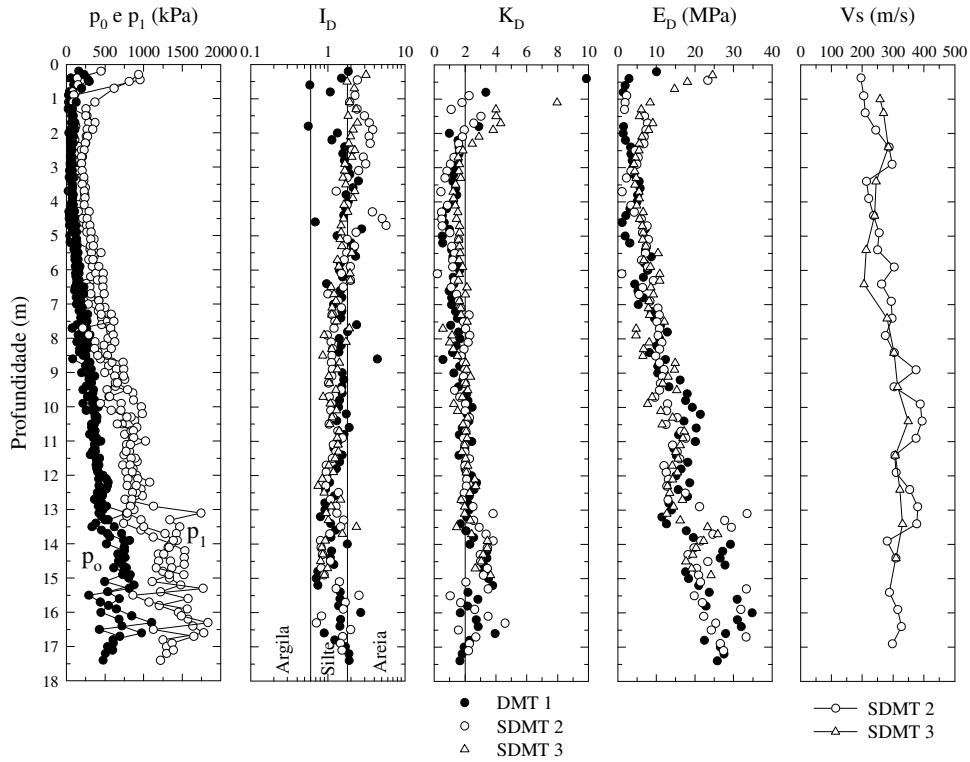 p0 e p1 (kPa)
ID
KD
ED (MPa)
Vs (m/s)
0 500 1000 1500 2000
0.1 1 10
0 2 4 6 8 10
0 10 20 30 40
0 100 200 300 400 500
Profundidade (m)
0
1
2
3
4
5
6
7
8
9
10
11
12
13
14
15
16
17
18
po
p1
Argila
Silte
Areia
DMT 1
SDMT 2
SDMT 3
SDMT 2
SDMT 3